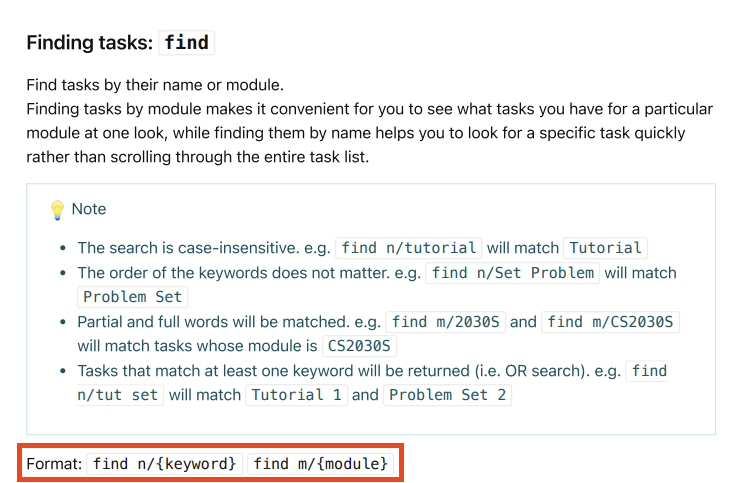 Finding tasks: find
Find tasks by their name or module.
Finding tasks by module makes it convenient for you to see what tasks you have for a particular
module at one look, while finding them by name helps you to look for a specific task quickly
rather than scrolling through the entire task list.
💡 Note
• The search is case-insensitive. e.g. find n/tutorial will match Tutorial
• The order of the keywords does not matter. e.g. find n/Set Problem will match
Problem Set
• Partial and full words will be matched. e.g. find m/2030S and find m/CS2030S
will match tasks whose module is CS2030S
• Tasks that match at least one keyword will be returned (i.e. OR search). e.g. find
n/tut set will match Tutorial 1 and Problem Set 2
Format: find n/{keyword} find m/{module}